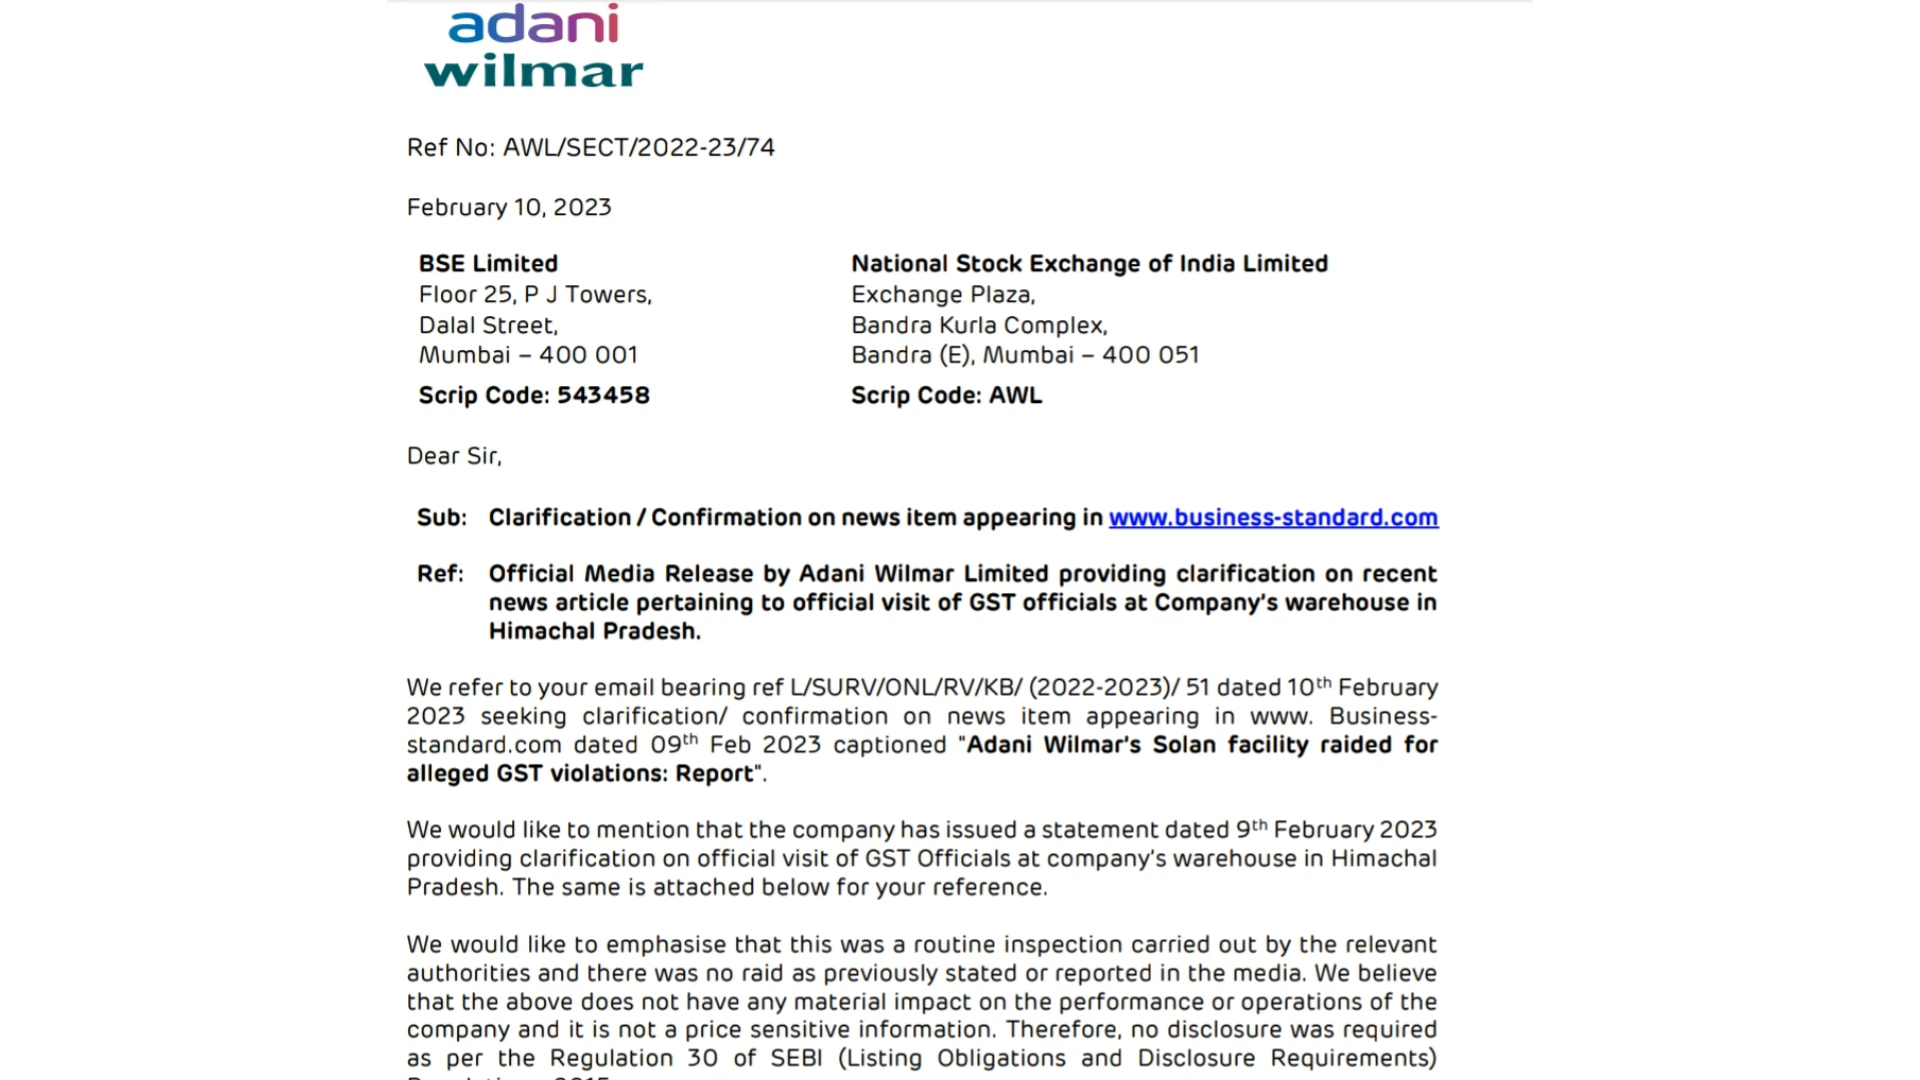 adani
wilmar
Ref No: AWL/SECT/2022-23/74
February 10, 2023
BSE Limited
Floor 25, P J Towers,
Dalal Street,
Mumbai – 400 001
Scrip Code: 543458
National Stock Exchange of India Limited
Exchange Plaza,
Bandra Kurla Complex,
Bandra (E), Mumbai – 400 051
Scrip Code: AWL
Dear Sir,
Sub: Clarification / Confirmation on news item appearing in www.business-standard.com
Ref: Official Media Release by Adani Wilmar Limited providing clarification on recent
news article pertaining to official visit of GST officials at Company's warehouse in
Himachal Pradesh.
We refer to your email bearing ref L/SURV/ONL/RV/KB/ (2022-2023)/ 51 dated 10th February
2023 seeking clarification/ confirmation on news item appearing in www. Business-
standard.com dated 09th Feb 2023 captioned "Adani Wilmar's Solan facility raided for
alleged GST violations: Report".
We would like to mention that the company has issued a statement dated 9th February 2023
providing clarification on official visit of GST Officials at company's warehouse in Himachal
Pradesh. The same is attached below for your reference.
We would like to emphasise that this was a routine inspection carried out by the relevant
authorities and there was no raid as previously stated or reported in the media. We believe
that the above does not have any material impact on the performance or operations of the
company and it is not a price sensitive information. Therefore, no disclosure was required
as per the Regulation 30 of SEBI (Listing Obligations and Disclosure Requirements)